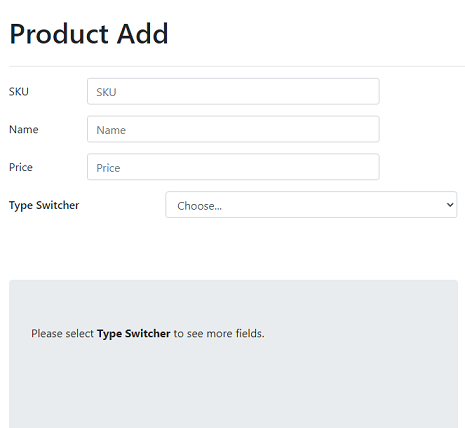 Product Add
SKU SKU
Name Name
Price Price
Type Switcher Choose...
Please select Type Switcher to see more fields.